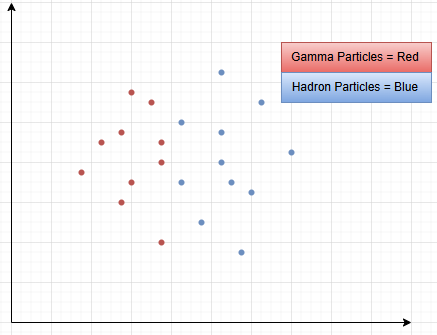 Gamma Particles = Red
Hadron Particles = Blue